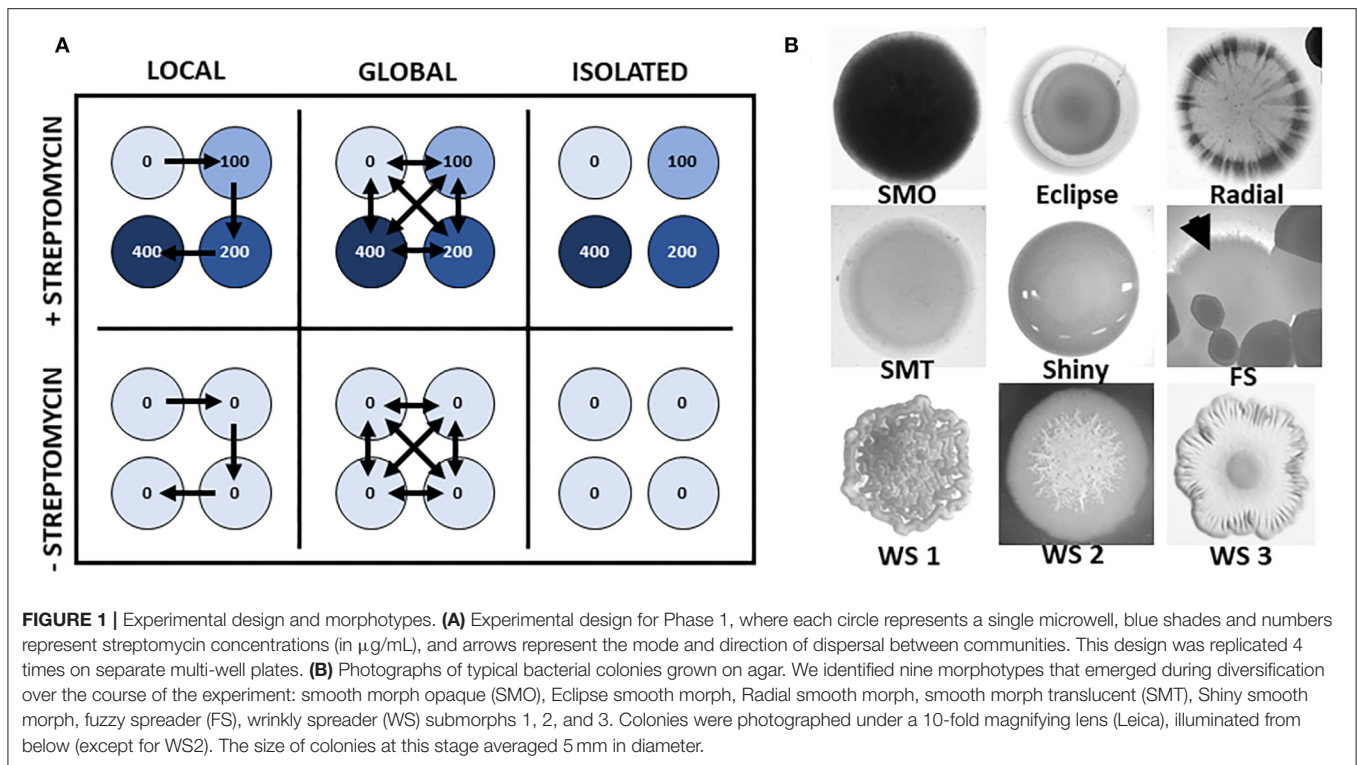 A
LOCAL GLOBAL ISOLATED
+ STREPTOMYCIN
0 100 0 100 0 100
400 200 400 200 400 200
- STREPTOMYCIN
0 0 0 0 0 0
0 0 0 0 0 0
B
SMO Eclipse Radial
SMT Shiny FS
WS 1 WS 2 WS 3
FIGURE 1 | Experimental design and morphotypes. (A) Experimental design for Phase 1, where each circle represents a single microwell, blue shades and numbers
represent streptomycin concentrations (in μg/mL), and arrows represent the mode and direction of dispersal between communities. This design was replicated 4
times on separate multi-well plates. (B) Photographs of typical bacterial colonies grown on agar. We identified nine morphotypes that emerged during diversification
over the course of the experiment: smooth morph opaque (SMO), Eclipse smooth morph, Radial smooth morph, smooth morph translucent (SMT), Shiny smooth
morph, fuzzy spreader (FS), wrinkly spreader (WS) submorphs 1, 2, and 3. Colonies were photographed under a 10-fold magnifying lens (Leica), illuminated from
below (except for WS2). The size of colonies at this stage averaged 5 mm in diameter.